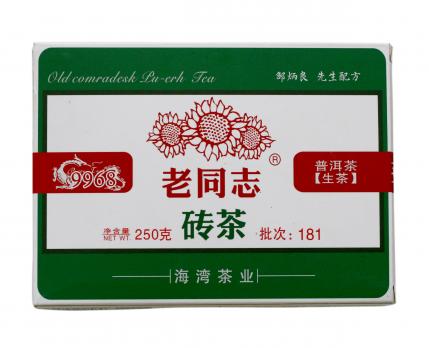 Old comradesk Pu-erh Tea
邹炳良 先生配方
®
9968
老同志
普洱茶
【生茶】
砖茶
净含量
NET WT. 250克
批次: 181
海湾茶业